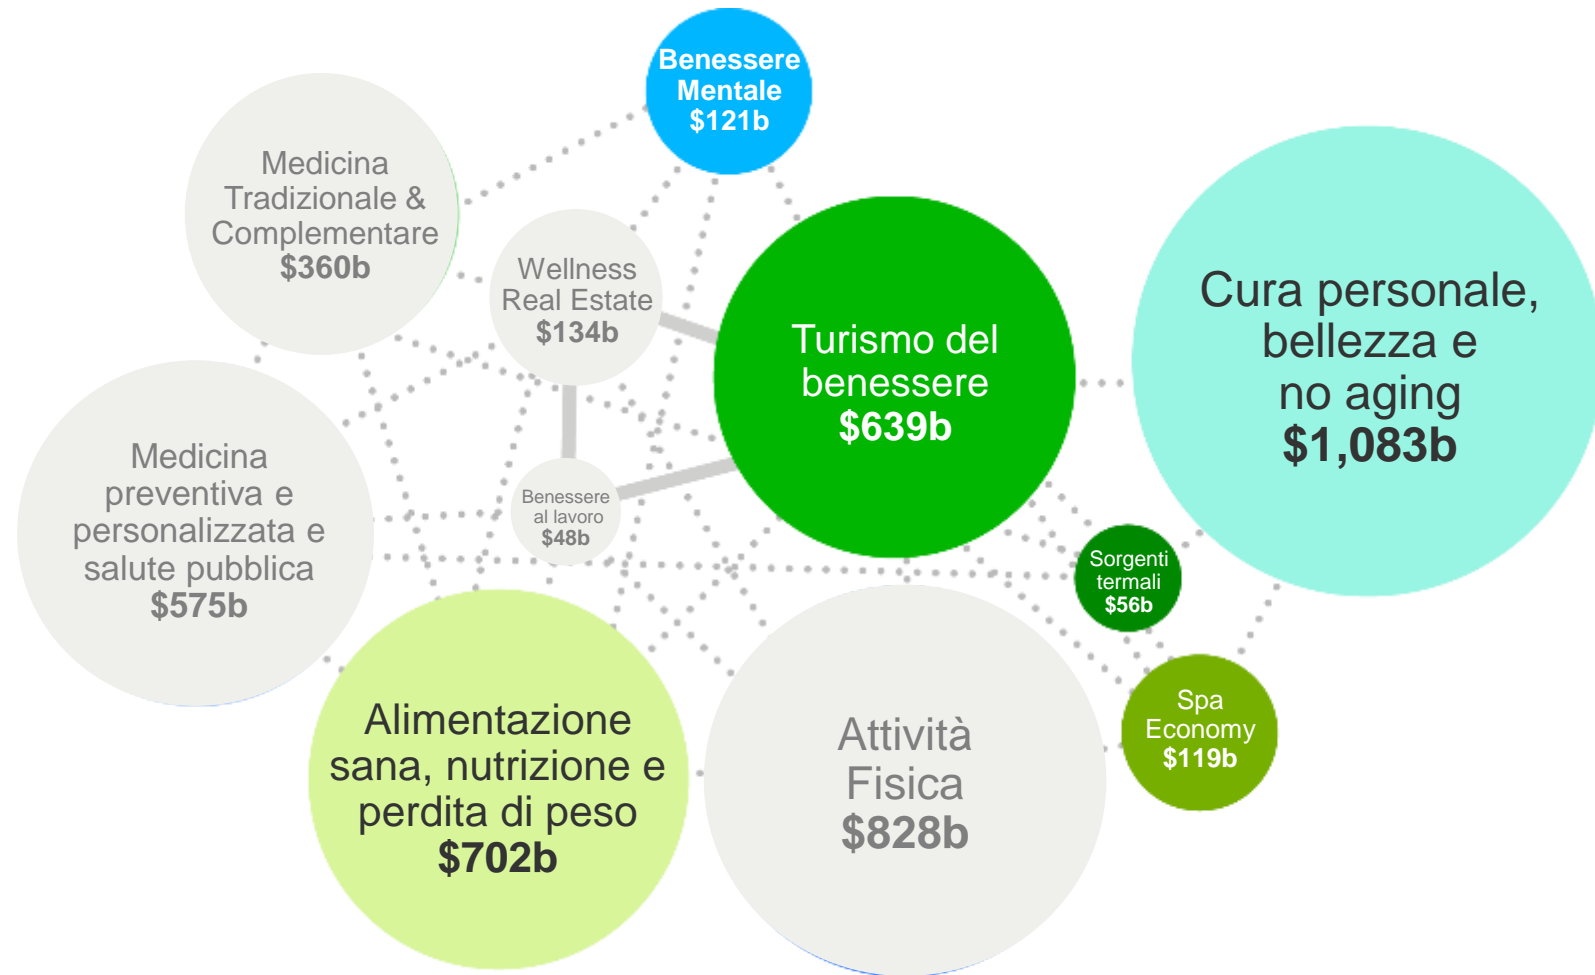 Benessere
Mentale
$121b
Medicina
Tradizionale &
Complementare
$360b
Wellness
Real Estate
$134b
Turismo del
benessere
$639b
Cura personale,
bellezza e
no aging
$1,083b
Medicina
preventiva e
personalizzata e
salute pubblica
$575b
Benessere
al lavoro
$48b
Sorgenti
termali
$56b
Alimentazione
sana, nutrizione e
perdita di peso
$702b
Attività
Fisica
$828b
Spa
Economy
$119b